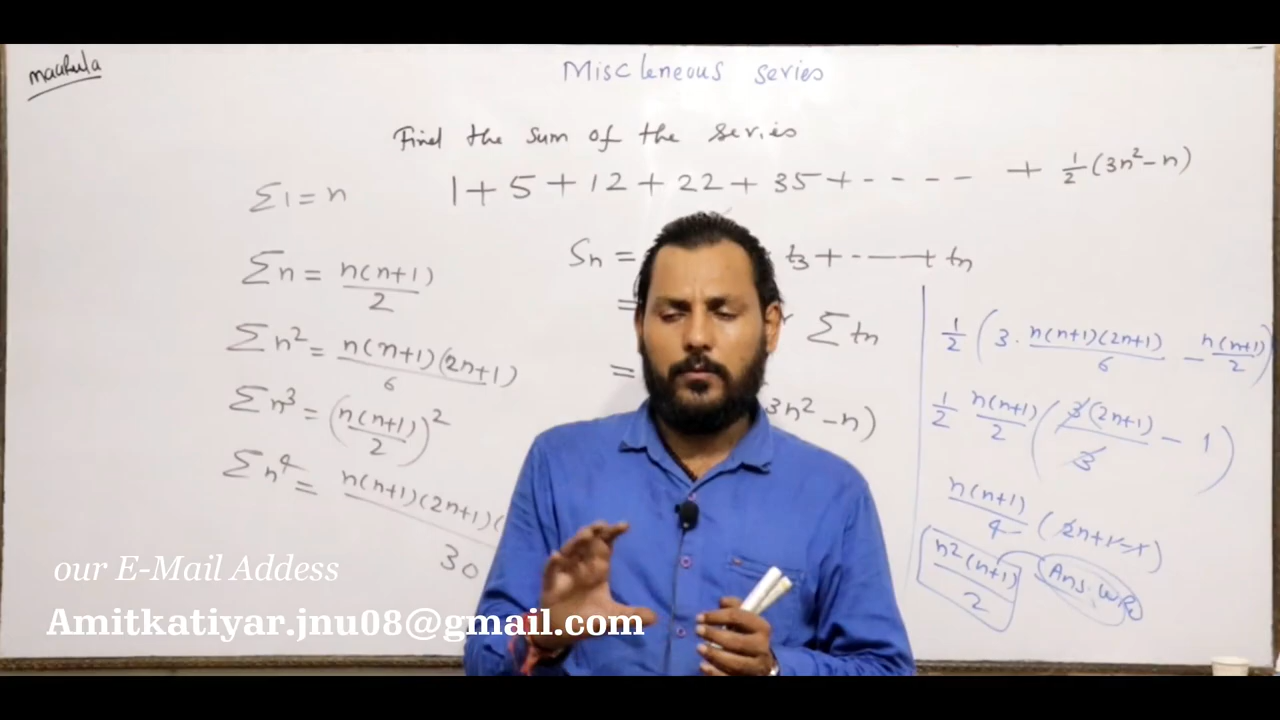 maarula
Miscleneous series
Find the sum of the series
1 + 5 + 12 + 22 + 35 + - - - - + 1/2 (3n² - n)
Σ1 = n
Σn = n(n+1)/2
Σn² = n(n+1)(2n+1)/6
Σn³ = (n(n+1)/2)²
Σn⁴ = n(n+1)(2n+1)(
30
Sn =
t3 + ------ + tn
=
Σtn
=
3n² - n)
1/2 (3. n(n+1)(2n+1)/6 - n(n+1)/2)
1/2 n(n+1)/2 (3(2n+1)/3 - 1)
n(n+1)/4 (2n+1-1)
n²(n+1)/2
Ans.
our E-Mail Addess
Amitkatiyar.jnu08@gmail.com